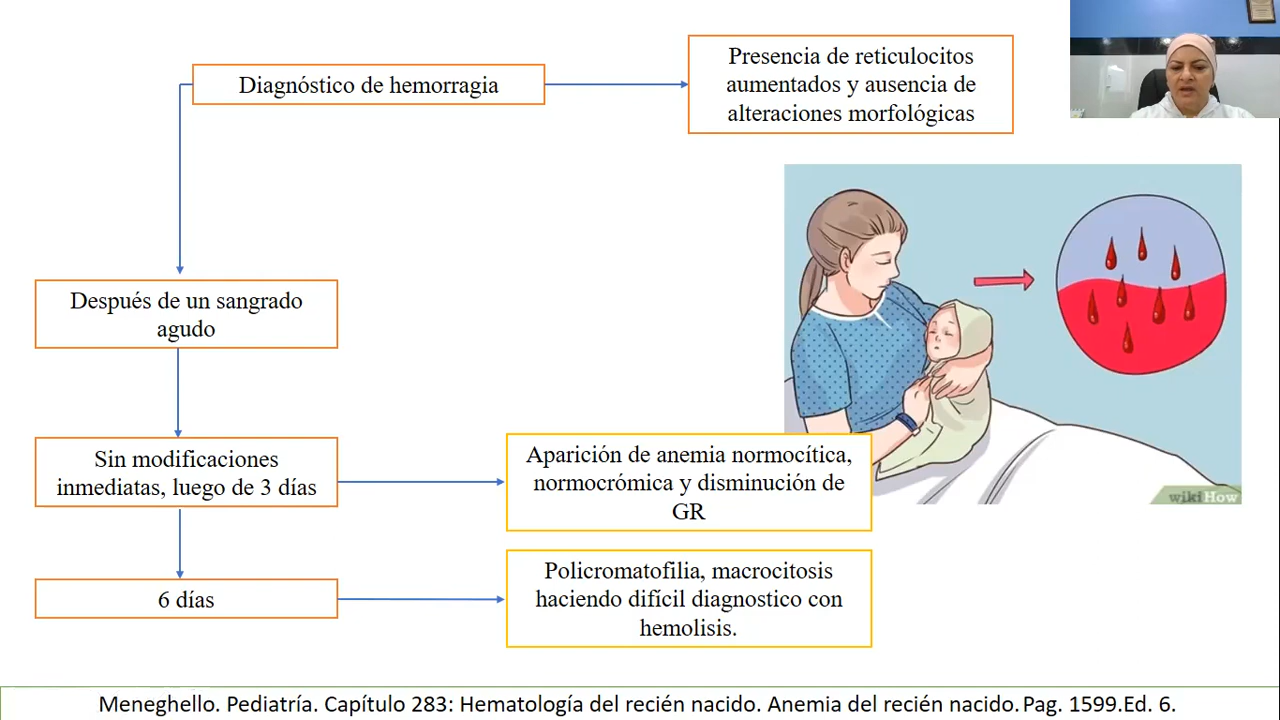 Diagnóstico de hemorragia
Presencia de reticulocitos
aumentados y ausencia de
alteraciones morfológicas
Después de un sangrado
agudo
Sin modificaciones
inmediatas, luego de 3 días
Aparición de anemia normocítica,
normocrómica y disminución de
GR
6 días
Policromatofilia, macrocitosis
haciendo difícil diagnostico con
hemolisis.
wikiHow
Meneghello. Pediatría. Capítulo 283: Hematología del recién nacido. Anemia del recién nacido. Pag. 1599.Ed. 6.